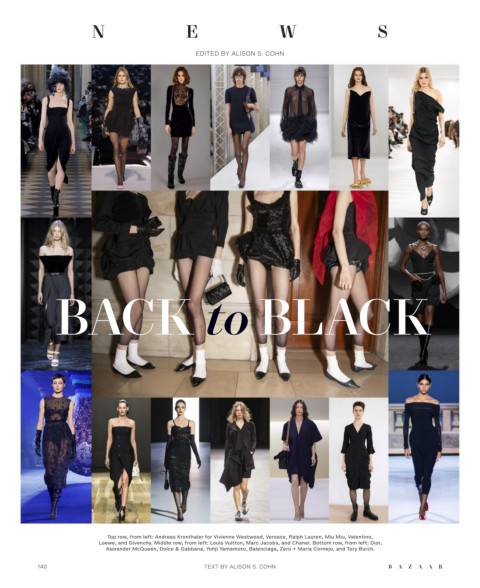 NEWS
EDITED BY ALISON S. COHN
BACK to BLACK
Top row, from left: Andreas Kronthaler for Vivienne Westwood, Versace, Ralph Lauren, Miu Miu, Valentino,
Loewe, and Givenchy. Middle row, from left: Louis Vuitton, Marc Jacobs, and Chanel. Bottom row, from left: Dior,
Alexander McQueen, Dolce & Gabbana, Yohji Yamamoto, Balenciaga, Zero + Maria Cornejo, and Tory Burch.
140 TEXT BY ALISON S. COHN BAZAAR